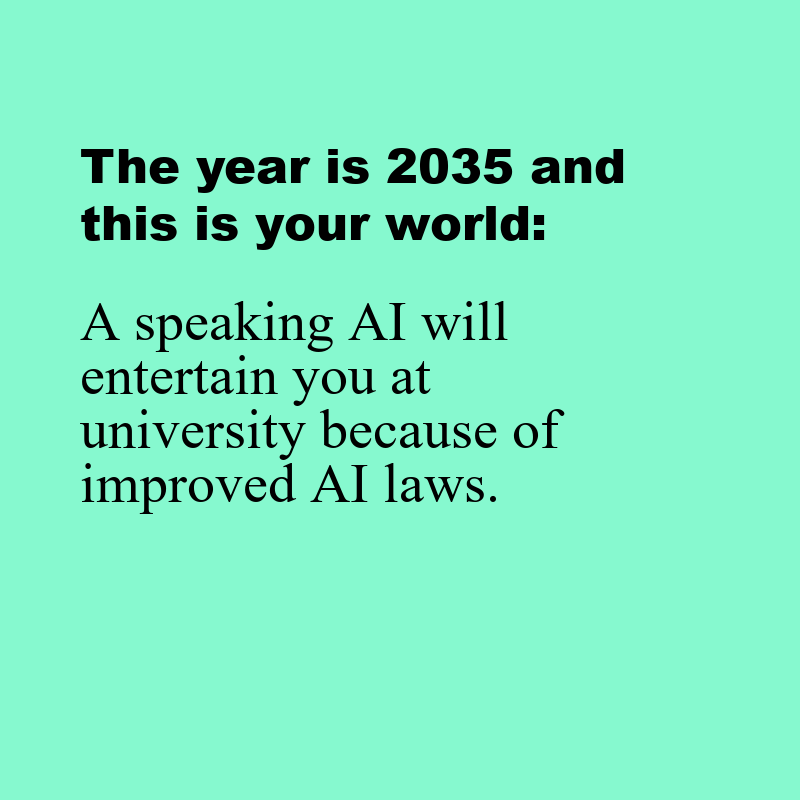 The year is 2035 and
this is your world:
A speaking AI will
entertain you at
university because of
improved AI laws.